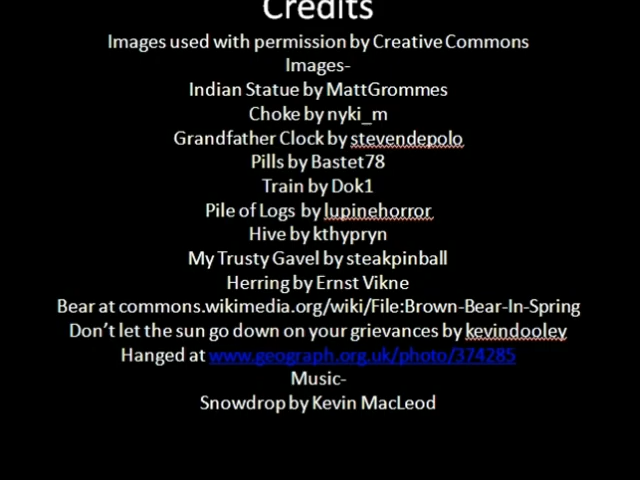 Credits
Images used with permission by Creative Commons
Images-
Indian Statue by MattGrommes
Choke by nyki_m
Grandfather Clock by stevendepolo
Pills by Bastet78
Train by Dok1
Pile of Logs by lupinehorror
Hive by kthypryn
My Trusty Gavel by steakpinball
Herring by Ernst Vikne
Bear at commons.wikimedia.org/wiki/File:Brown-Bear-In-Spring
Don’t let the sun go down on your grievances by kevindooley
Hanged at www.geograph.org.uk/photo/374285
Music-
Snowdrop by Kevin MacLeod